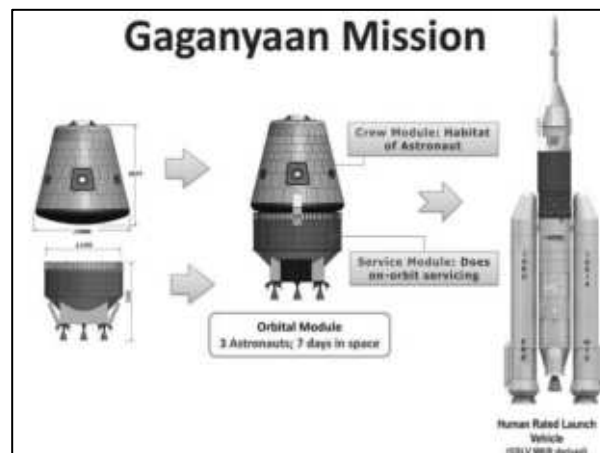 Gaganyaan Mission
Crew Module: Habitat
of Astronaut
Service Module: Does
on-orbit servicing
Orbital Module
3 Astronauts; 7 days in space
Human Rated Launch
Vehicle